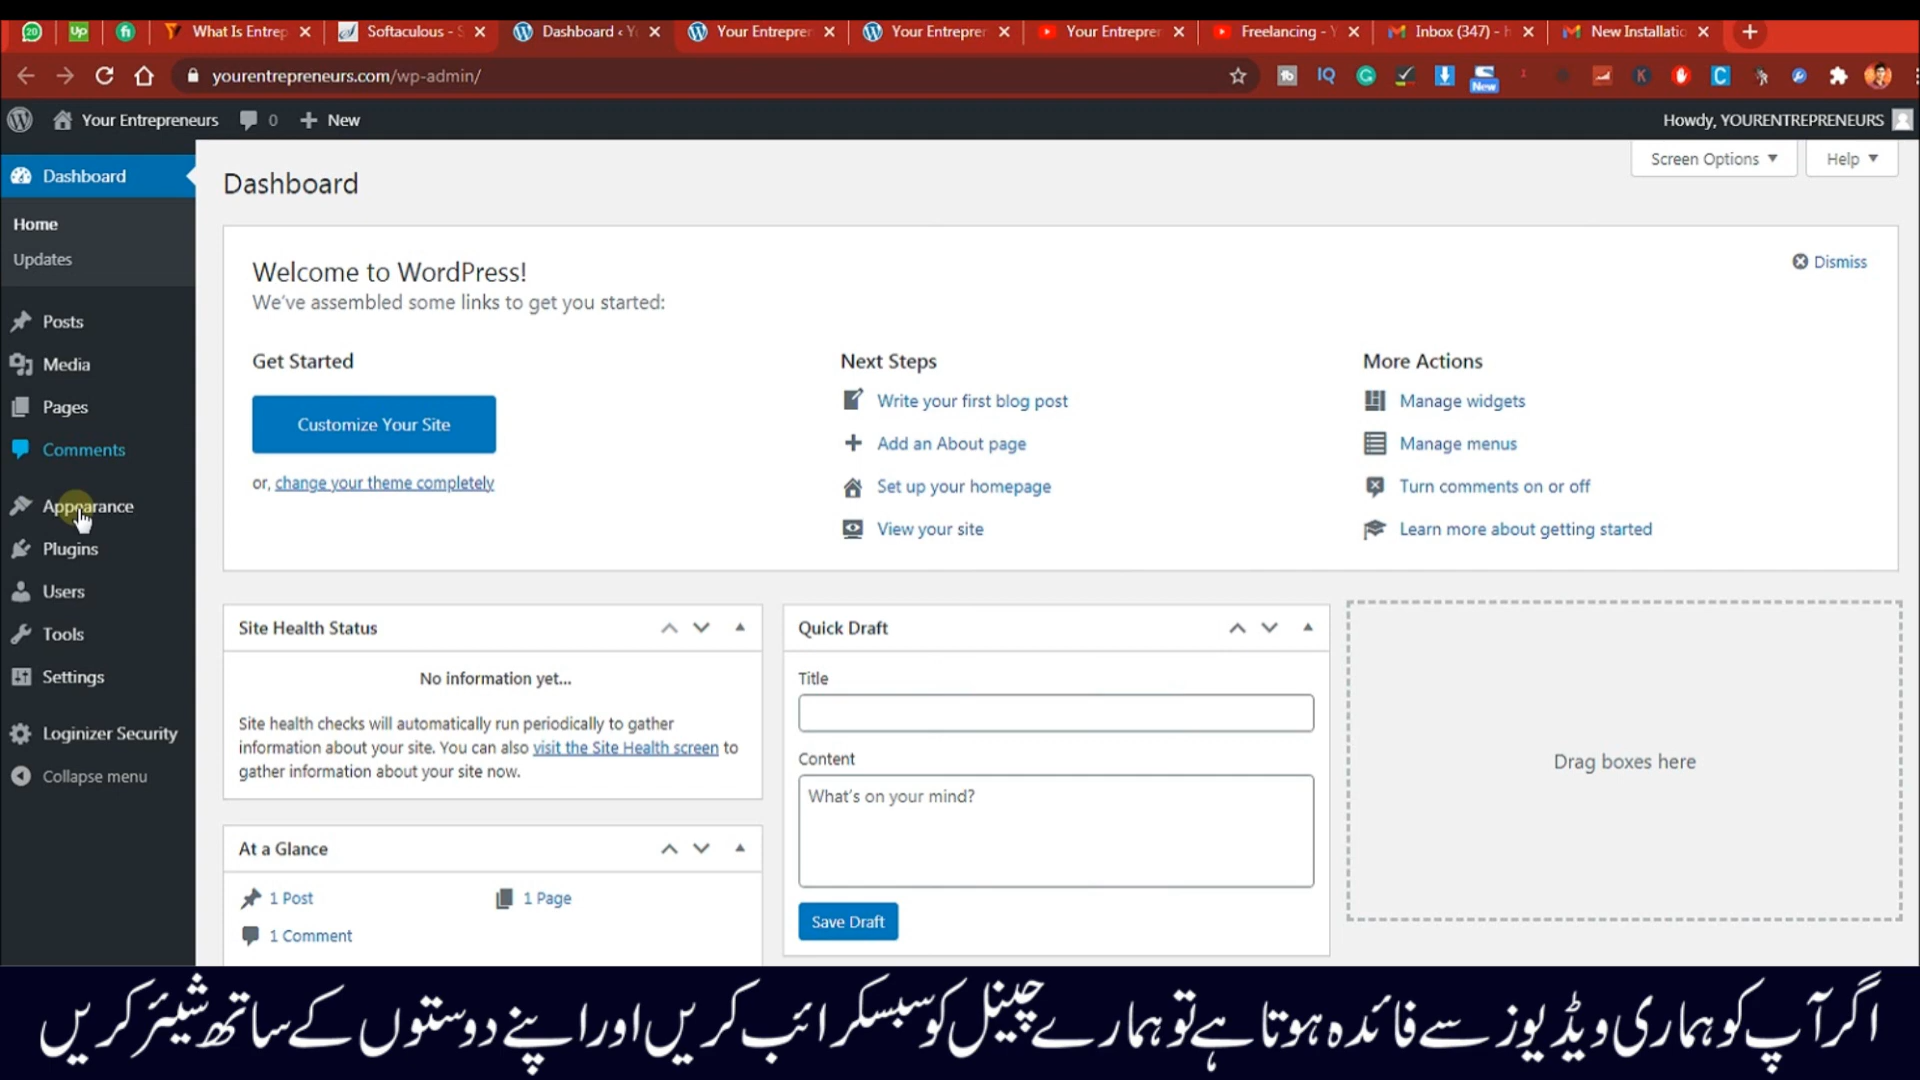 20
Up
fi
What Is Entrep
Softaculous - S
Dashboard ‹ Yo
Your Entreprer
Your Entrepre
Your Entrepre
Freelancing - Y
Inbox (347) - h
New Installatio
yourentrepreneurs.com/wp-admin/
IQ
New
Your Entrepreneurs
0
New
Howdy, YOURENTREPRENEURS
Dashboard
Home
Updates
Posts
Media
Pages
Comments
Appearance
Plugins
Users
Tools
Settings
Loginizer Security
Collapse menu
Dashboard
Screen Options
Help
Welcome to WordPress!
We've assembled some links to get you started:
Dismiss
Get Started
Customize Your Site
or, change your theme completely
Next Steps
Write your first blog post
Add an About page
Set up your homepage
View your site
More Actions
Manage widgets
Manage menus
Turn comments on or off
Learn more about getting started
Site Health Status
No information yet...
Site health checks will automatically run periodically to gather
information about your site. You can also visit the Site Health screen to
gather information about your site now.
At a Glance
1 Post
1 Page
1 Comment
Quick Draft
Title
Content
What's on your mind?
Save Draft
Drag boxes here
اگر آپ کو ہماری ویڈیوز سے فائدہ ہوتا ہے تو ہمارے چینل کو سبسکرائب کریں اور اپنے دوستوں کے ساتھ شیئر کریں